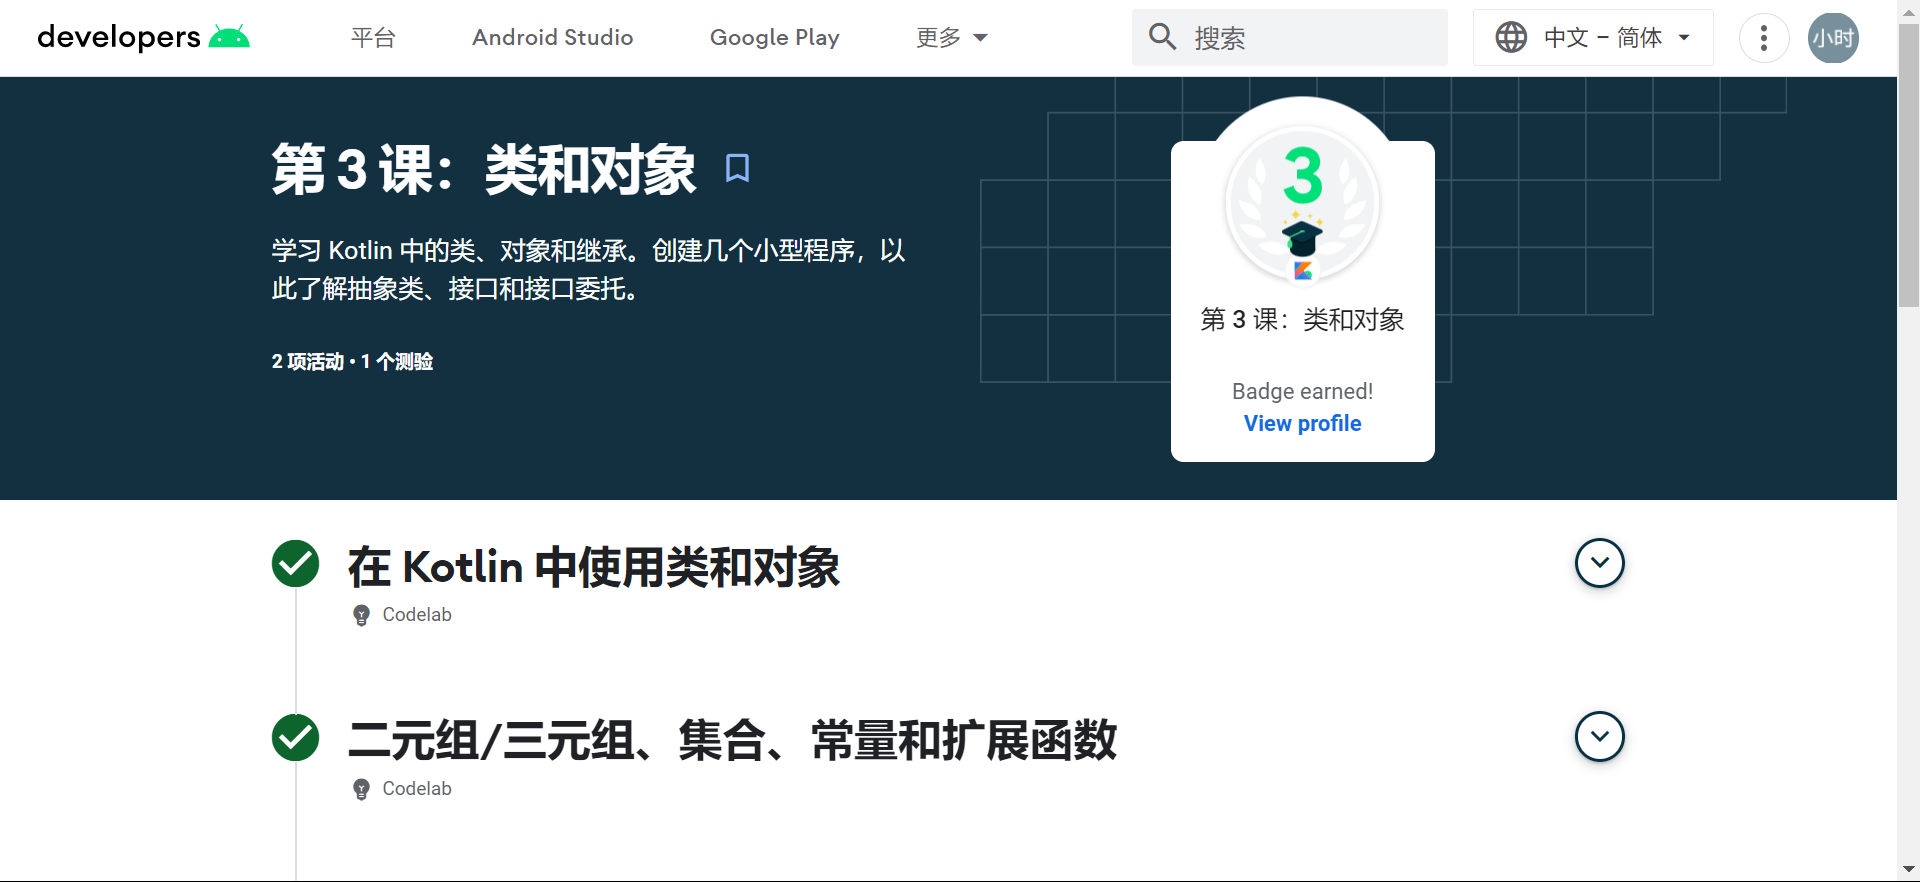 developers
平台
Android Studio
Google Play
更多
搜索
中文 – 简体
小时
第 3 课：类和对象
学习 Kotlin 中的类、对象和继承。创建几个小型程序，以
此了解抽象类、接口和接口委托。
2 项活动 • 1 个测验
3
第 3 课：类和对象
Badge earned!
View profile
在 Kotlin 中使用类和对象
Codelab
二元组/三元组、集合、常量和扩展函数
Codelab